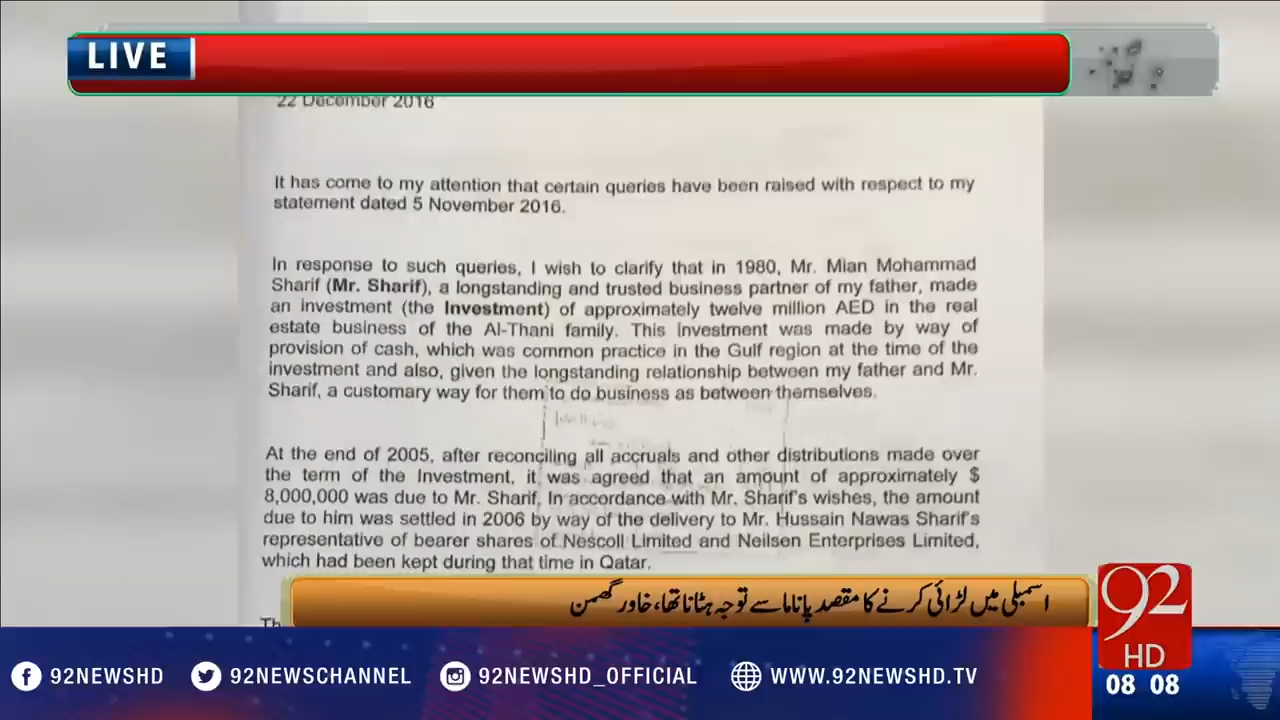 LIVE
22 December 2016
It has come to my attention that certain queries have been raised with respect to my
statement dated 5 November 2016.
In response to such queries, I wish to clarify that in 1980, Mr. Mian Mohammad
Sharif (Mr. Sharif), a longstanding and trusted business partner of my father, made
an investment (the Investment) of approximately twelve million AED in the real
estate business of the Al-Thani family. This investment was made by way of
provision of cash, which was common practice in the Gulf region at the time of the
investment and also, given the longstanding relationship between my father and Mr.
Sharif, a customary way for them to do business as between themselves.
At the end of 2005, after reconciling all accruals and other distributions made over
the term of the Investment, it was agreed that an amount of approximately $
8,000,000 was due to Mr. Sharif. In accordance with Mr. Sharif's wishes, the amount
due to him was settled in 2006 by way of the delivery to Mr. Hussain Nawas Sharif's
representative of bearer shares of Nescoll Limited and Neilsen Enterprises Limited,
which had been kept during that time in Qatar.
اسمبلی میں لڑائی کرنے کا مقصد پاناما سے توجہ ہٹانا تھا، خاور گھمن
92
HD
08 08
92NEWSHD
92NEWSCHANNEL
92NEWSHD_OFFICIAL
WWW.92NEWSHD.TV